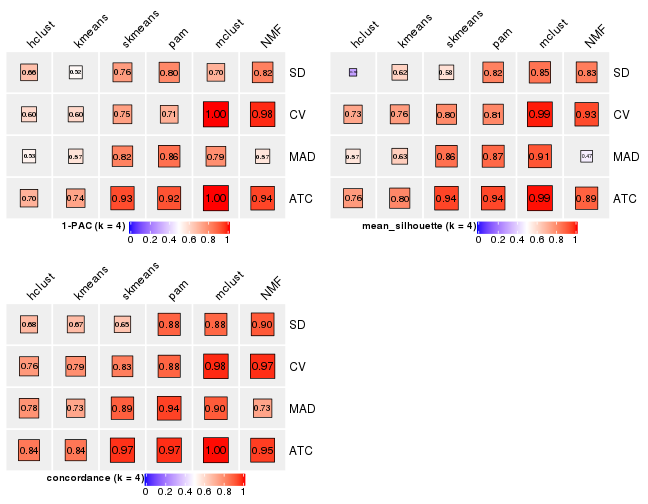 hclust kmeans skmeans pam mclust NMF
0.66 0.52 0.76 0.80 0.70 0.82 SD
0.60 0.60 0.75 0.71 1.00 0.98 CV
0.53 0.57 0.82 0.86 0.79 0.57 MAD
0.70 0.74 0.93 0.92 1.00 0.94 ATC
1-PAC (k = 4)
0 0.2 0.4 0.6 0.8 1
hclust kmeans skmeans pam mclust NMF
0.62 0.58 0.82 0.85 0.83 SD
0.73 0.76 0.80 0.81 0.99 0.93 CV
0.57 0.63 0.86 0.87 0.91 0.47 MAD
0.76 0.80 0.94 0.94 0.99 0.89 ATC
mean_silhouette (k = 4)
0 0.2 0.4 0.6 0.8 1
hclust kmeans skmeans pam mclust NMF
0.68 0.67 0.65 0.88 0.88 0.90 SD
0.76 0.79 0.83 0.88 0.98 0.97 CV
0.78 0.73 0.89 0.94 0.90 0.73 MAD
0.84 0.84 0.97 0.97 1.00 0.95 ATC
concordance (k = 4)
0 0.2 0.4 0.6 0.8 1